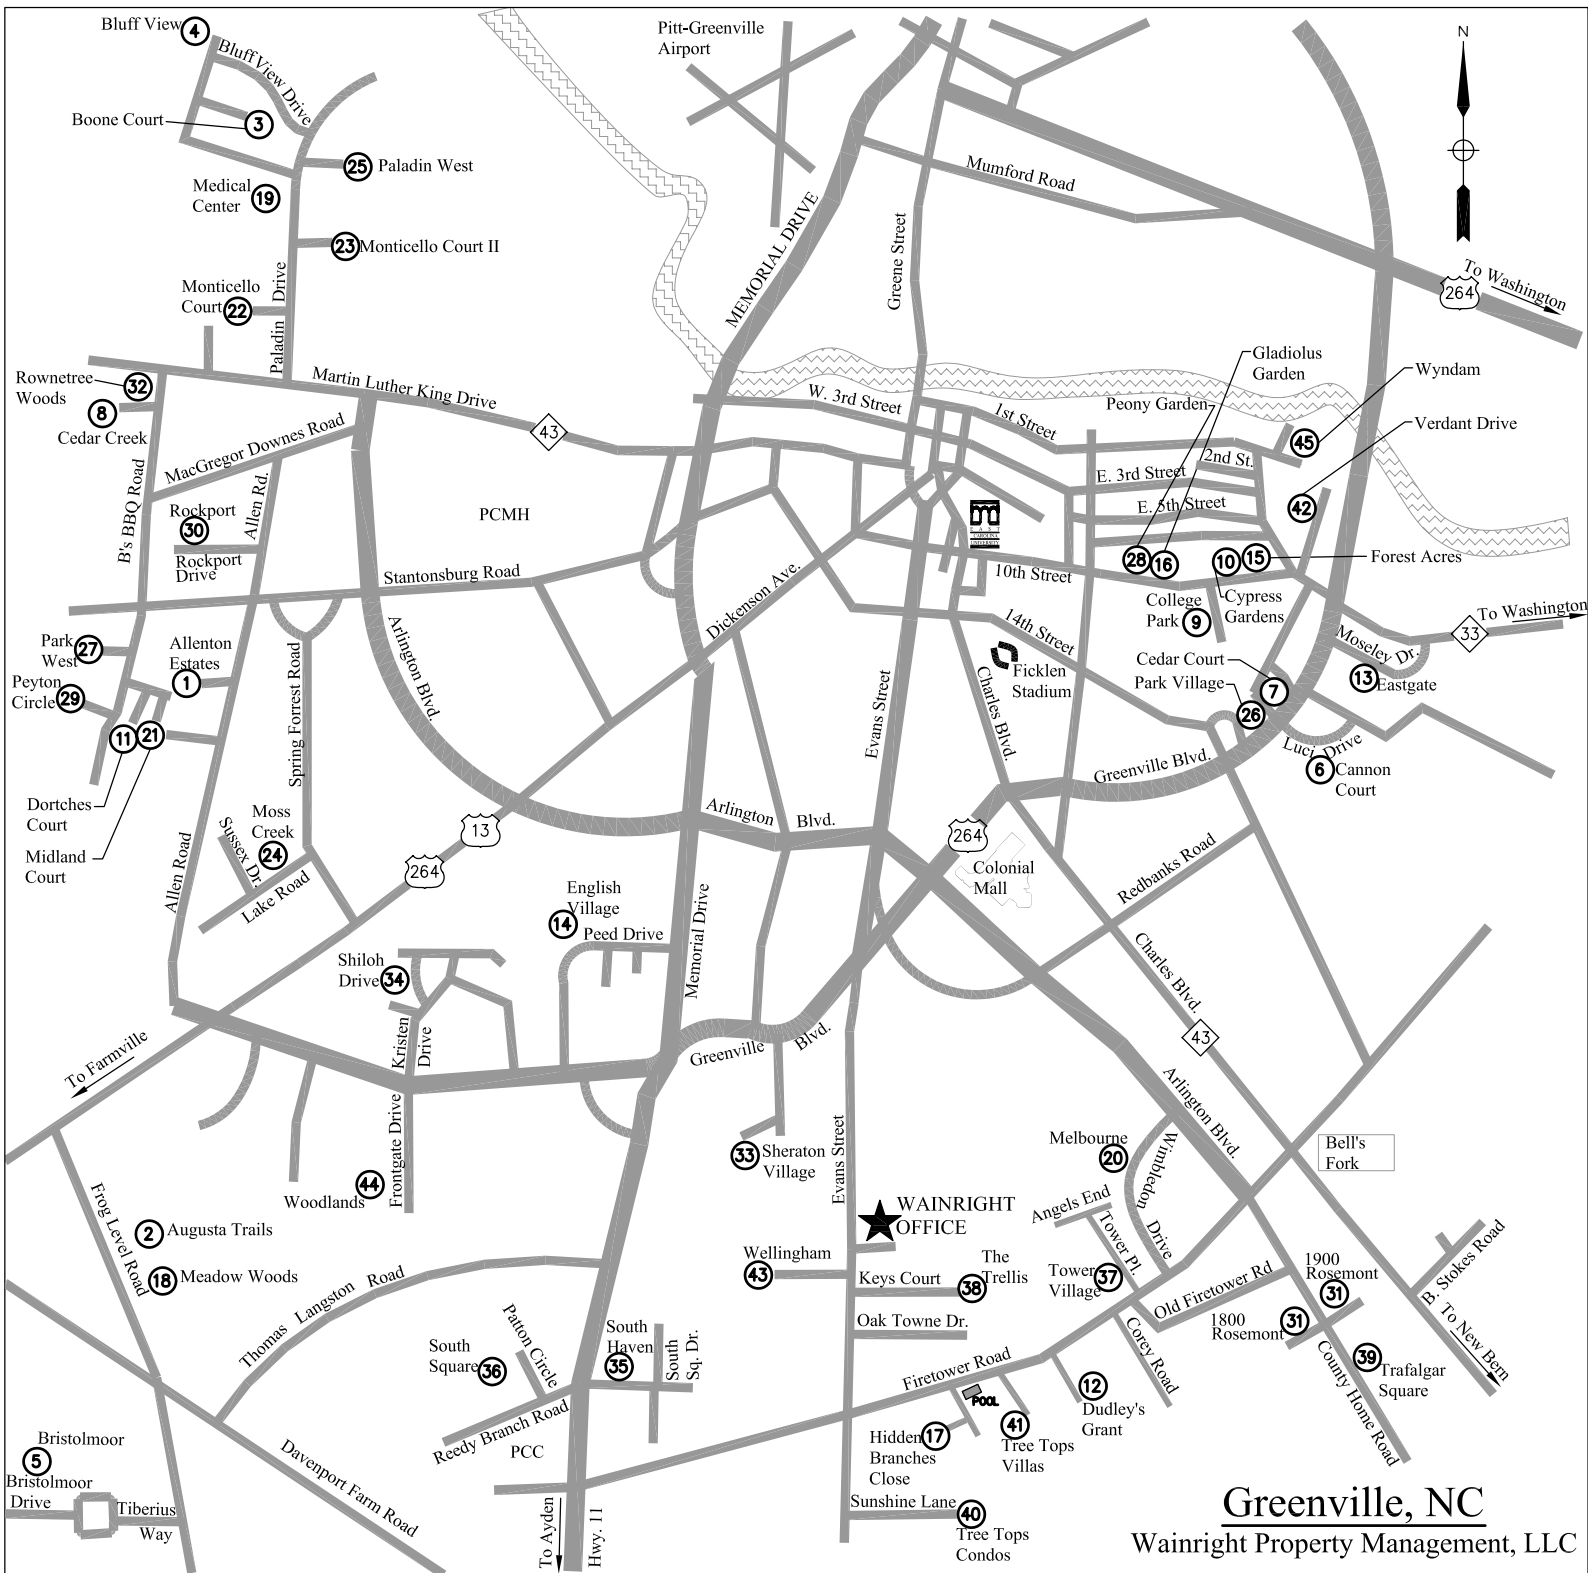 Bluff View
4
Bluff View Drive
Boone Court
3
25
Paladin West
Medical
Center
19
23
Monticello Court II
Monticello
Court
22
Paladin Drive
Pitt-Greenville
Airport
MEMORIAL DRIVE
Greene Street
Mumford Road
N
To Washington
264
Rownetree
Woods
32
8
Cedar Creek
Martin Luther King Drive
43
MacGregor Downes Road
B's BBQ Road
Allen Rd.
Rockport
30
Rockport
Drive
PCMH
Stantonsburg Road
W. 3rd Street
1st Street
Gladiolus
Garden
Peony Garden
Wyndam
45
Verdant Drive
2nd St.
E. 3rd Street
E. 5th Street
42
EAST
CAROLINA
UNIVERSITY
10th Street
28
16
10
15
Forest Acres
College
Park
9
Cypress
Gardens
To Washington
33
Moseley Dr.
13
Eastgate
Cedar Court
7
Park Village
26
Luci Drive
6
Cannon
Court
Park
West
27
Peyton
Circle
29
Allenton
Estates
1
11
21
Dortches
Court
Midland
Court
Spring Forrest Road
Arlington Blvd.
Dickenson Ave.
14th Street
Ficklen
Stadium
Charles Blvd.
Evans Street
Greenville Blvd.
Moss
Creek
24
Sussex Dr.
Lake Road
Allen Road
13
264
Arlington Blvd.
264
Colonial
Mall
Redbanks Road
English
Village
14
Peed Drive
Memorial Drive
Shiloh
Drive
34
Kristen
Drive
Greenville Blvd.
Charles Blvd.
43
To Farmville
Frontgate Drive
44
Woodlands
33
Sheraton
Village
Evans Street
Arlington Blvd.
Melbourne
20
Wimbledon Drive
Bell's
Fork
Frog Level Road
2
Augusta Trails
18
Meadow Woods
WAINRIGHT
OFFICE
Wellingham
43
Keys Court
The
Trellis
38
Oak Towne Dr.
Angels End
Tower Pl.
Tower
Village
37
Old Firetower Rd
1900
Rosemont
31
1800
Rosemont
31
B. Stokes Road
To New Bern
Thomas Langston Road
South
Square
36
Patton Circle
South
Haven
35
South
Sq. Dr.
Reedy Branch Road
PCC
Firetower Road
Corey Road
County Home Road
39
Trafalgar
Square
POOL
12
Dudley's
Grant
Hidden
Branches
Close
17
41
Tree Tops
Villas
Bristolmoor
5
Bristolmoor
Drive
Tiberius
Way
Davenport Farm Road
To Ayden
Hwy. 11
Sunshine Lane
40
Tree Tops
Condos
Greenville, NC
Wainright Property Management, LLC